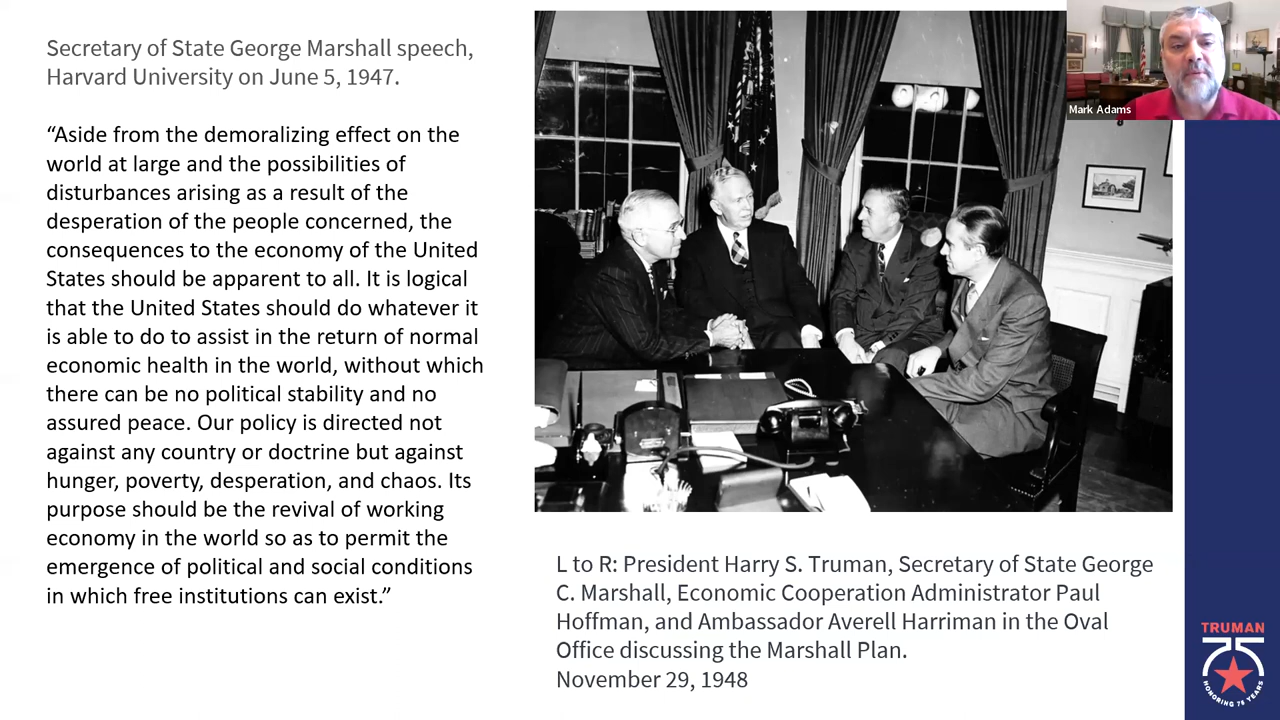 Secretary of State George Marshall speech,
Harvard University on June 5, 1947.
“Aside from the demoralizing effect on the
world at large and the possibilities of
disturbances arising as a result of the
desperation of the people concerned, the
consequences to the economy of the United
States should be apparent to all. It is logical
that the United States should do whatever it
is able to do to assist in the return of normal
economic health in the world, without which
there can be no political stability and no
assured peace. Our policy is directed not
against any country or doctrine but against
hunger, poverty, desperation, and chaos. Its
purpose should be the revival of working
economy in the world so as to permit the
emergence of political and social conditions
in which free institutions can exist.”
Mark Adams
L to R: President Harry S. Truman, Secretary of State George
C. Marshall, Economic Cooperation Administrator Paul
Hoffman, and Ambassador Averell Harriman in the Oval
Office discussing the Marshall Plan.
November 29, 1948
TRUMAN
75
HONORING 75 YEARS